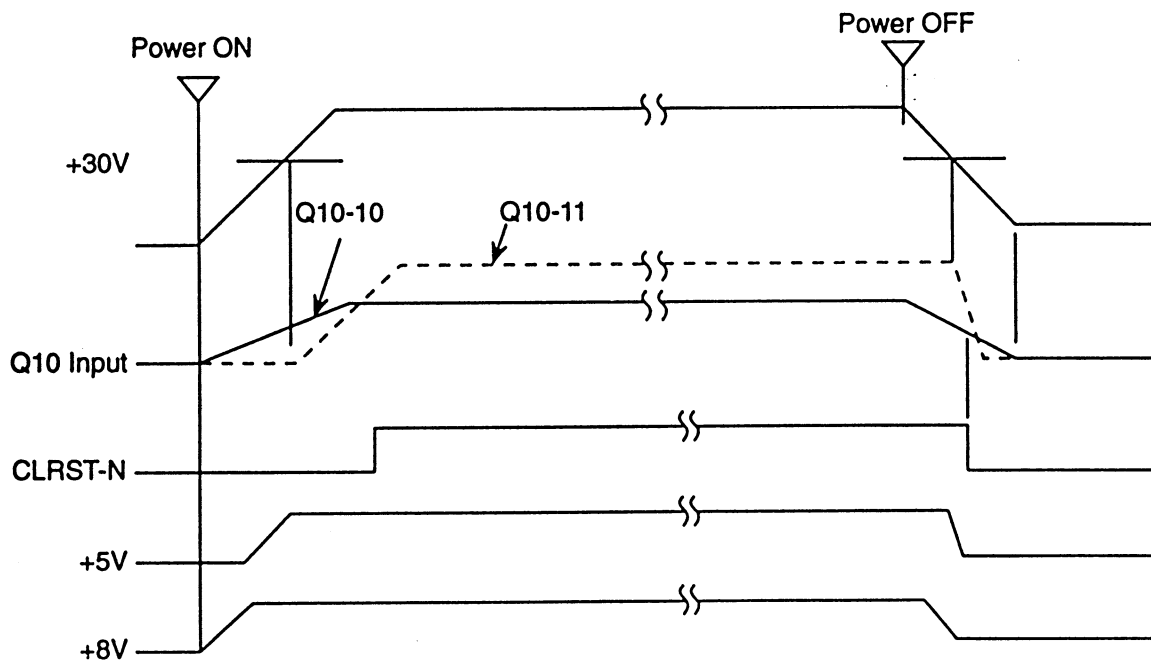 Power ON
Power OFF
+30V
Q10-10
Q10-11
Q10 Input
CLRST-N
+5V
+8V